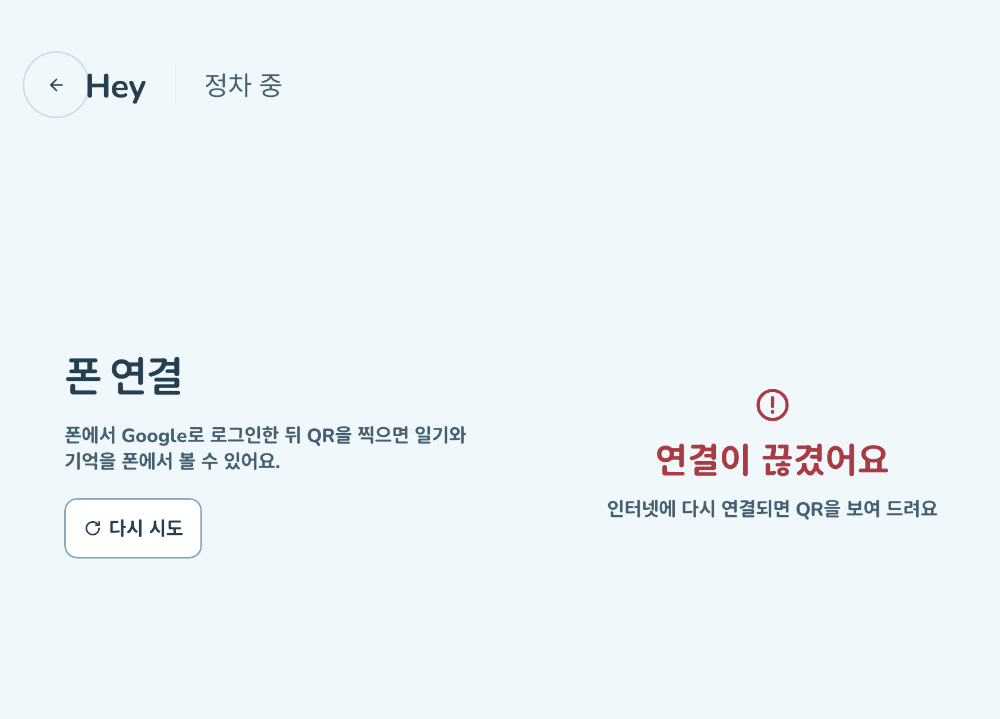 Hey
정차 중
폰 연결
폰에서 Google로 로그인한 뒤 QR을 찍으면 일기와
기억을 폰에서 볼 수 있어요.
다시 시도
연결이 끊겼어요
인터넷에 다시 연결되면 QR을 보여 드려요